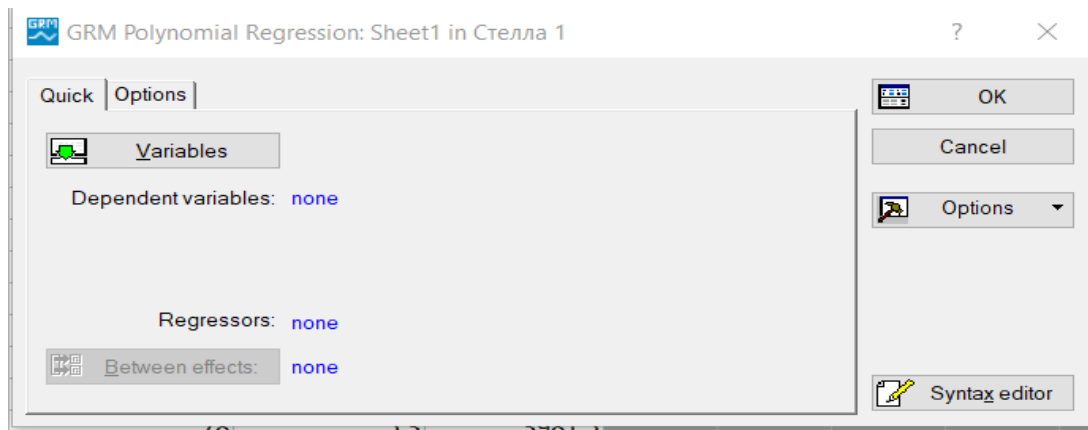 GRM Polynomial Regression: Sheet1 in Стелла 1
Quick
Options
OK
Variables
Cancel
Dependent variables: none
Options
Regressors: none
Between effects: none
Syntax editor